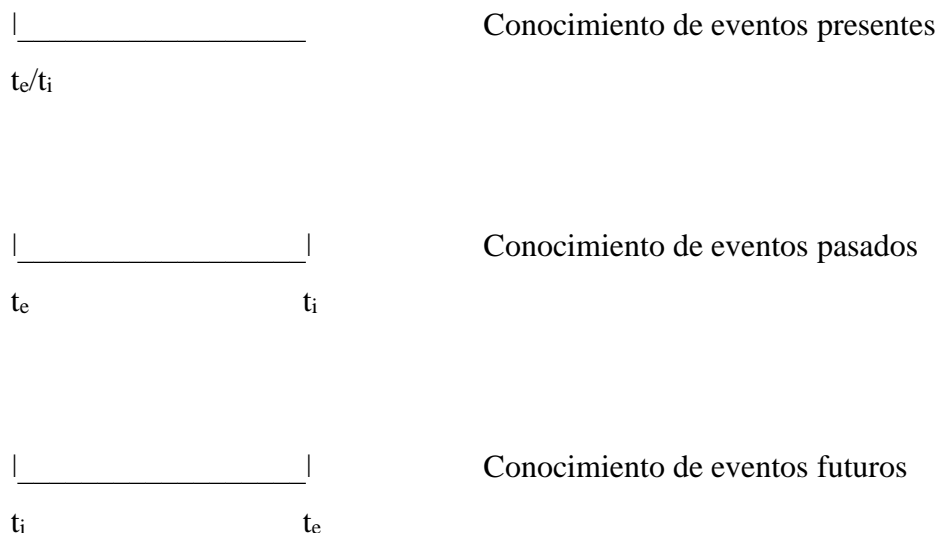 Conocimiento de eventos presentes
tₑ/tᵢ
Conocimiento de eventos pasados
tₑ tᵢ
Conocimiento de eventos futuros
tᵢ tₑ